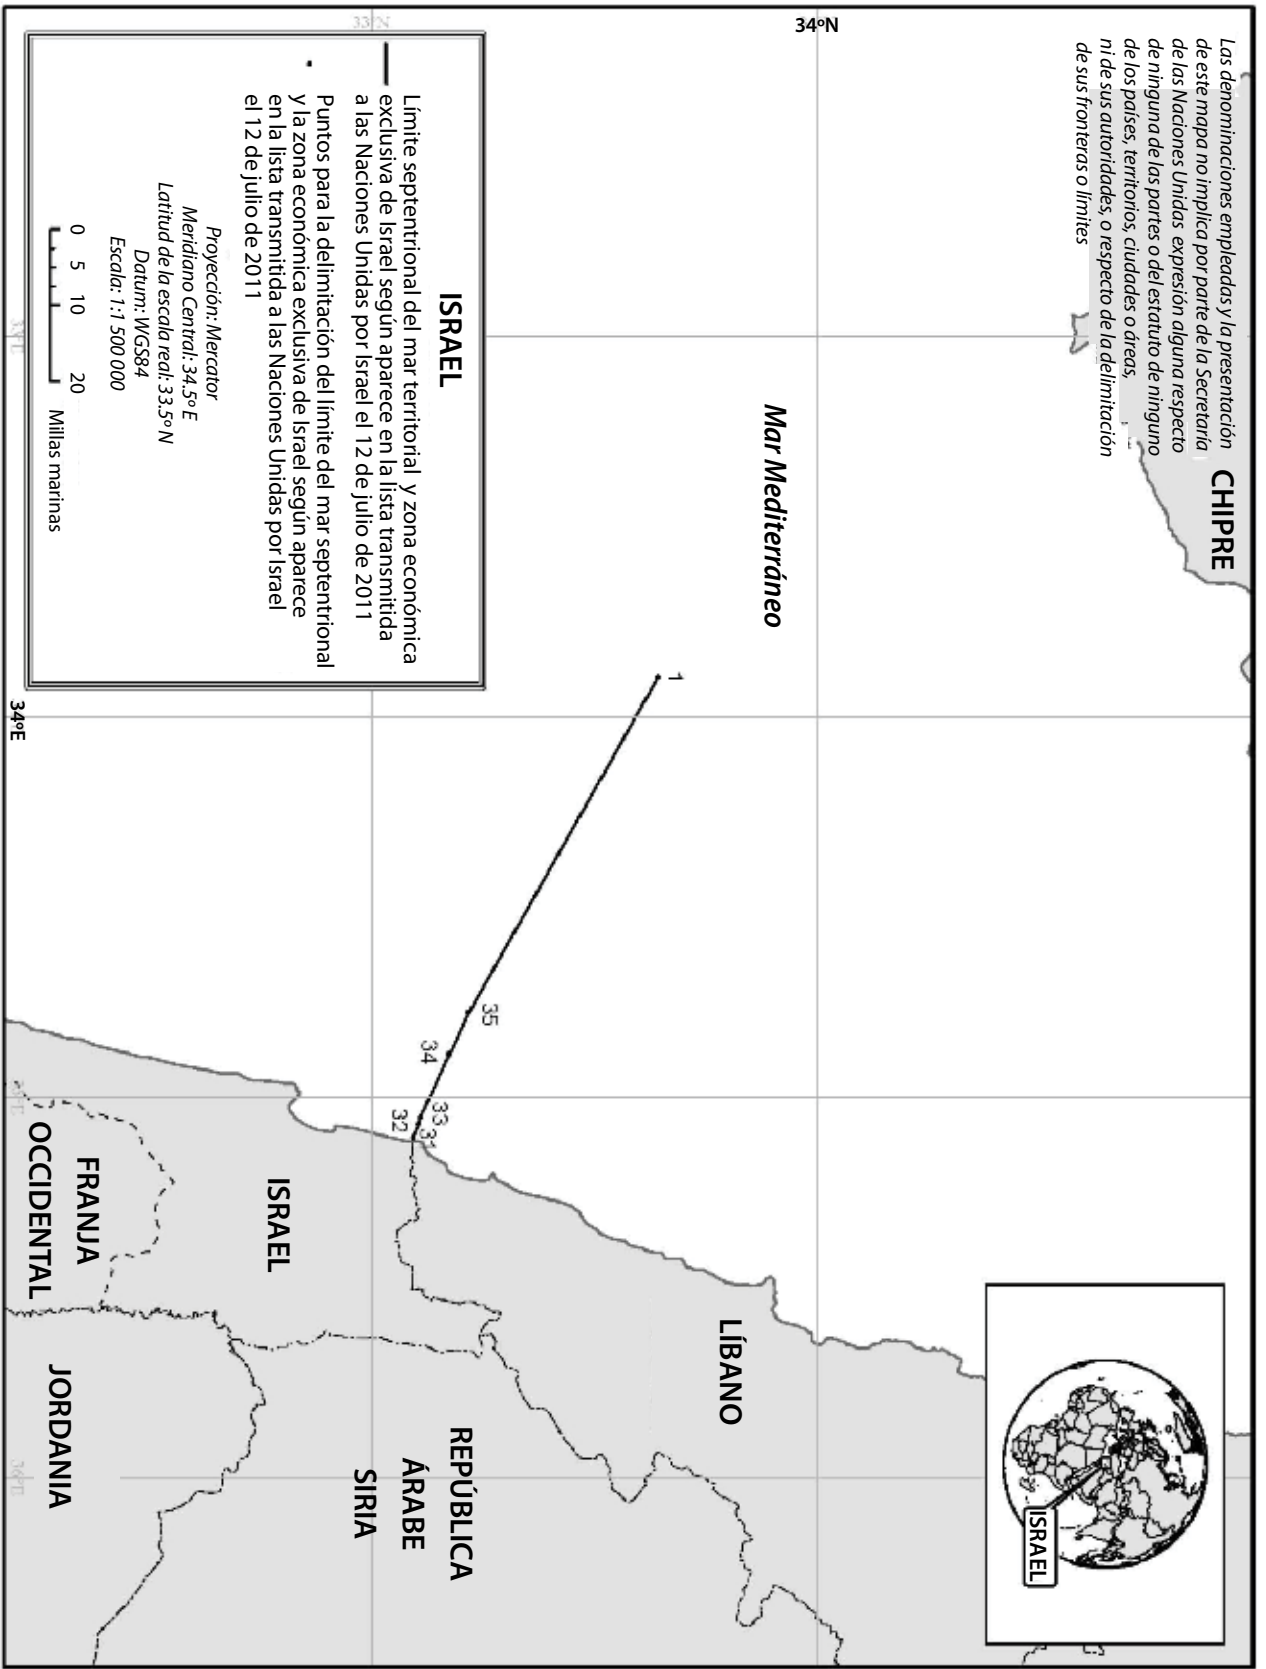 Las denominaciones empleadas y la presentación
de este mapa no implica por parte de la Secretaría
de las Naciones Unidas expresión alguna respecto
de ninguna de las partes o del estatuto de ninguno
de los países, territorios, ciudades o áreas,
ni de sus autoridades, o respecto de la delimitación
de sus fronteras o limites
CHIPRE
34ºN
Mar Mediterráneo
1
35
34
33
31
32
LÍBANO
ISRAEL
REPÚBLICA
ÁRABE
SIRIA
ISRAEL
FRANJA
OCCIDENTAL
JORDANIA
33ºN
33ºE
34ºE
35ºE
36ºE
ISRAEL
Límite septentrional del mar territorial y zona económica
exclusiva de Israel según aparece en la lista transmitida
a las Naciones Unidas por Israel el 12 de julio de 2011
Puntos para la delimitación del límite del mar septentrional
y la zona económica exclusiva de Israel según aparece
en la lista transmitida a las Naciones Unidas por Israel
el 12 de julio de 2011
Proyección: Mercator
Meridiano Central: 34.5º E
Latitud de la escala real: 33.5º N
Datum: WGS84
Escala: 1:1 500 000
0 5 10 20
Millas marinas